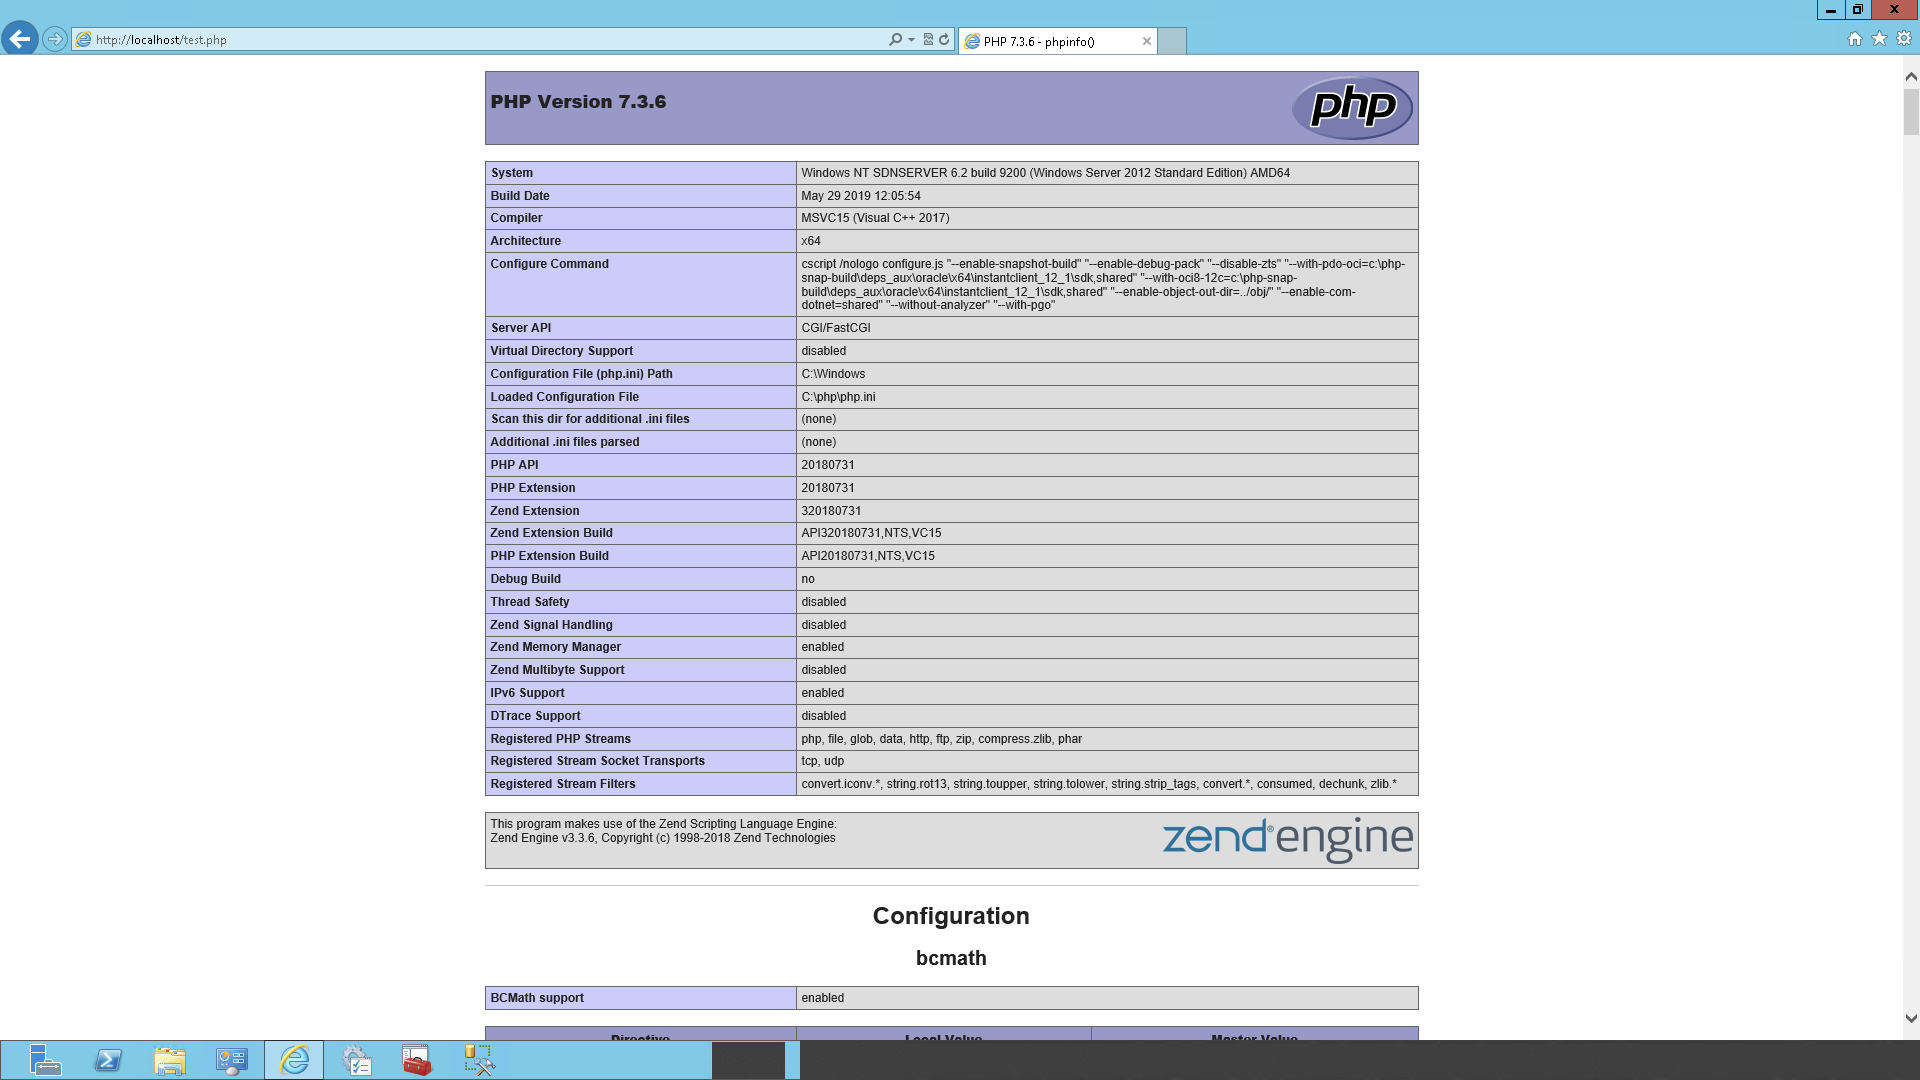 http://localhost/test.php
PHP 7.3.6 - phpinfo()
PHP Version 7.3.6
php
System Windows NT SDNSERVER 6.2 build 9200 (Windows Server 2012 Standard Edition) AMD64
Build Date May 29 2019 12:05:54
Compiler MSVC15 (Visual C++ 2017)
Architecture x64
Configure Command cscript /nologo configure.js "--enable-snapshot-build" "--enable-debug-pack" "--disable-zts" "--with-pdo-oci=c:\php-
snap-build\deps_aux\oracle\x64\instantclient_12_1\sdk,shared" "--with-oci8-12c=c:\php-snap-
build\deps_aux\oracle\x64\instantclient_12_1\sdk,shared" "--enable-object-out-dir=../obj/" "--enable-com-
dotnet=shared" "--without-analyzer" "--with-pgo"
Server API CGI/FastCGI
Virtual Directory Support disabled
Configuration File (php.ini) Path C:\Windows
Loaded Configuration File C:\php\php.ini
Scan this dir for additional .ini files (none)
Additional .ini files parsed (none)
PHP API 20180731
PHP Extension 20180731
Zend Extension 320180731
Zend Extension Build API320180731,NTS,VC15
PHP Extension Build API20180731,NTS,VC15
Debug Build no
Thread Safety disabled
Zend Signal Handling disabled
Zend Memory Manager enabled
Zend Multibyte Support disabled
IPv6 Support enabled
DTrace Support disabled
Registered PHP Streams php, file, glob, data, http, ftp, zip, compress.zlib, phar
Registered Stream Socket Transports tcp, udp
Registered Stream Filters convert.iconv.*, string.rot13, string.toupper, string.tolower, string.strip_tags, convert.*, consumed, dechunk, zlib.*
This program makes use of the Zend Scripting Language Engine:
Zend Engine v3.3.6, Copyright (c) 1998-2018 Zend Technologies
zend® engine
Configuration
bcmath
BCMath support enabled
Directive Local Value Master Value